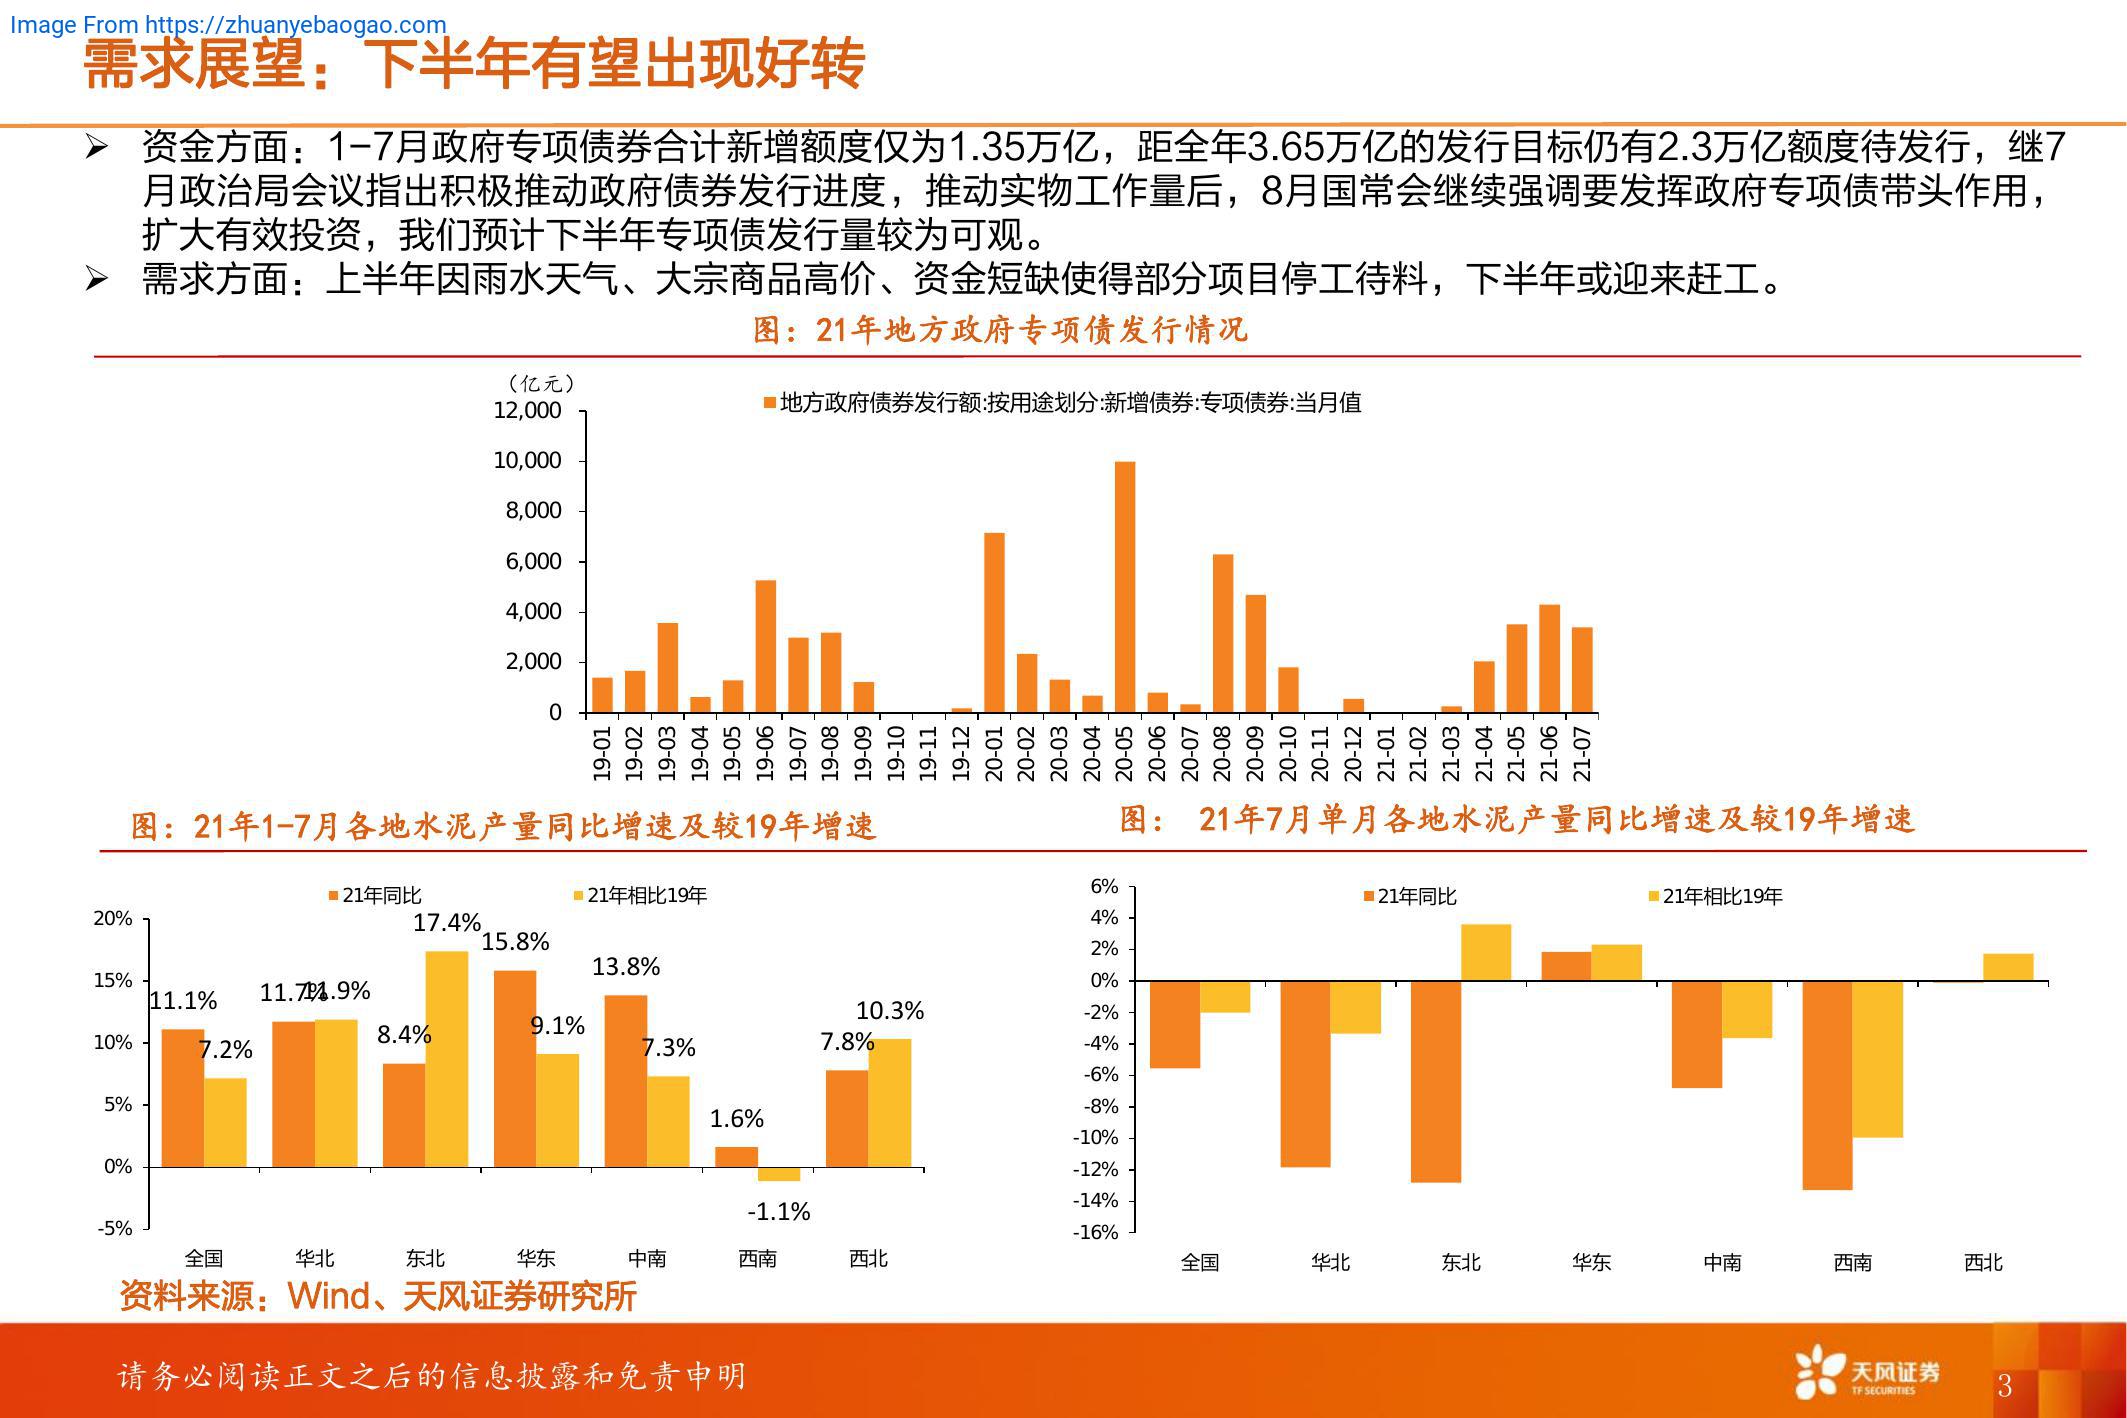 Image From https://zhuanyebaogao.com
需求展望：下半年有望出现好转
➢ 资金方面：1-7月政府专项债券合计新增额度仅为1.35万亿，距全年3.65万亿的发行目标仍有2.3万亿额度待发行，继7
月政治局会议指出积极推动政府债券发行进度，推动实物工作量后，8月国常会继续强调要发挥政府专项债带头作用，
扩大有效投资，我们预计下半年专项债发行量较为可观。
➢ 需求方面：上半年因雨水天气、大宗商品高价、资金短缺使得部分项目停工待料，下半年或迎来赶工。
图：21年地方政府专项债发行情况
（亿元）
地方政府债券发行额:按用途划分:新增债券:专项债券:当月值
12,000
10,000
8,000
6,000
4,000
2,000
0
19-01 19-02 19-03 19-04 19-05 19-06 19-07 19-08 19-09 19-10 19-11 19-12 20-01 20-02 20-03 20-04 20-05 20-06 20-07 20-08 20-09 20-10 20-11 20-12 21-01 21-02 21-03 21-04 21-05 21-06 21-07
图：21年1-7月各地水泥产量同比增速及较19年增速
21年同比 21年相比19年
20%
15%
10%
5%
0%
-5%
11.1% 7.2% 11.7% 11.9% 8.4% 17.4% 15.8% 9.1% 13.8% 7.3% 1.6% -1.1% 7.8% 10.3%
全国 华北 东北 华东 中南 西南 西北
图： 21年7月单月各地水泥产量同比增速及较19年增速
21年同比 21年相比19年
6%
4%
2%
0%
-2%
-4%
-6%
-8%
-10%
-12%
-14%
-16%
全国 华北 东北 华东 中南 西南 西北
资料来源：Wind、天风证券研究所
请务必阅读正文之后的信息披露和免责申明
天风证券
TF SECURITIES
3